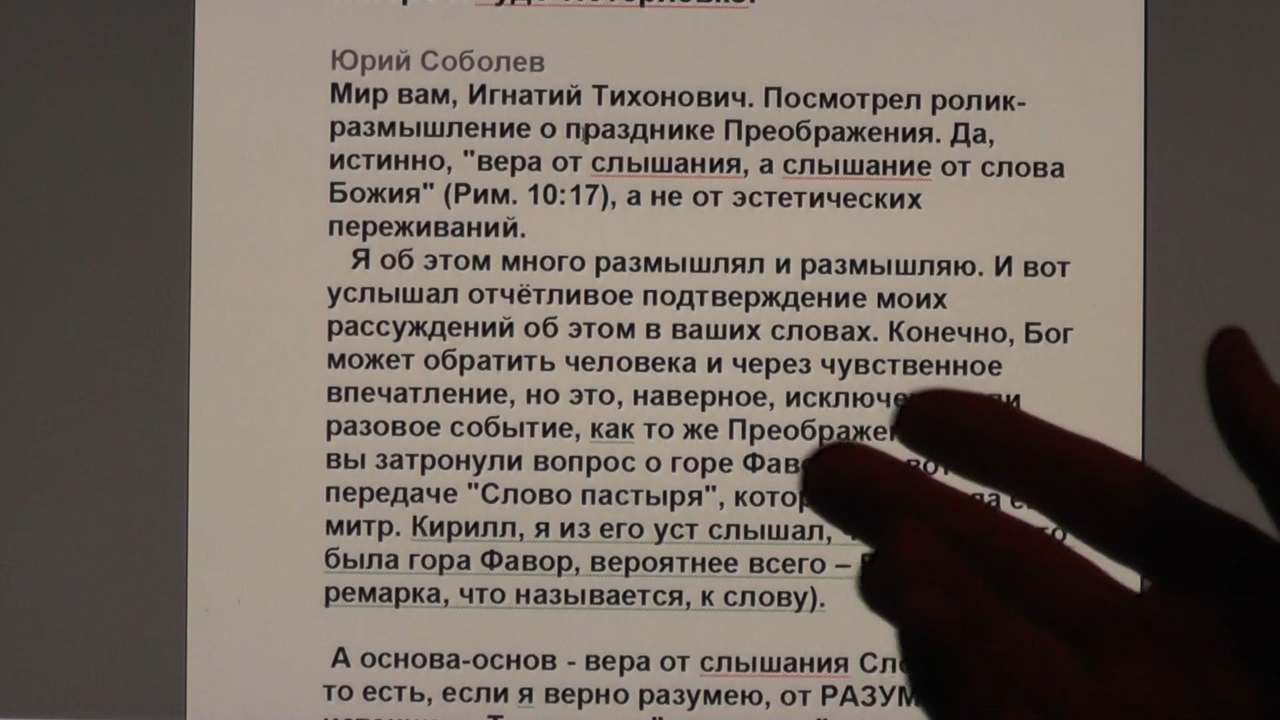 Юрий Соболев
Мир вам, Игнатий Тихонович. Посмотрел ролик-
размышление о празднике Преображения. Да,
истинно, "вера от слышания, а слышание от слова
Божия" (Рим. 10:17), а не от эстетических
переживаний.
Я об этом много размышлял и размышляю. И вот
услышал отчётливое подтверждение моих
рассуждений об этом в ваших словах. Конечно, Бог
может обратить человека и через чувственное
впечатление, но это, наверное,
разовое событие, как то же
вы затронули вопрос о горе
передаче "Слово пастыря",
митр. Кирилл, я из его уст слышал,
была гора Фавор, вероятнее всего –
ремарка, что называется, к слову).
А основа-основ - вера от слышания
то есть, если я верно разумею, от